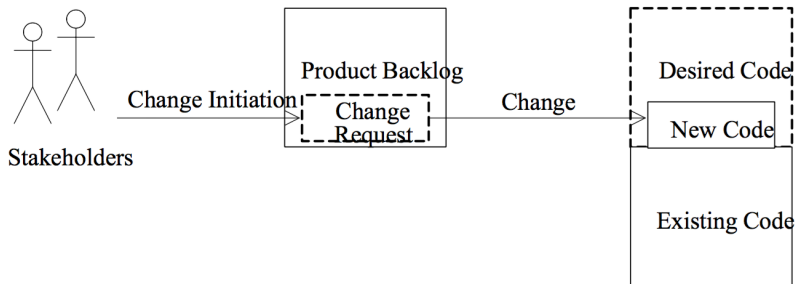 Stakeholders
Change Initiation
Product Backlog
Change
Request
Change
Desired Code
New Code
Existing Code